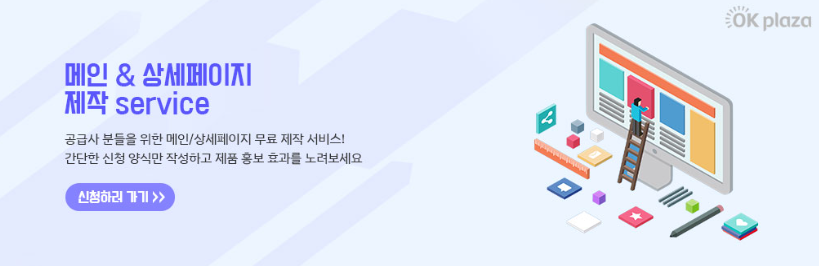 OK plaza
메인 & 상세페이지
제작 service
공급사 분들을 위한 메인/상세페이지 무료 제작 서비스!
간단한 신청 양식만 작성하고 제품 홍보 효과를 노려보세요
신청하러 가기 >>